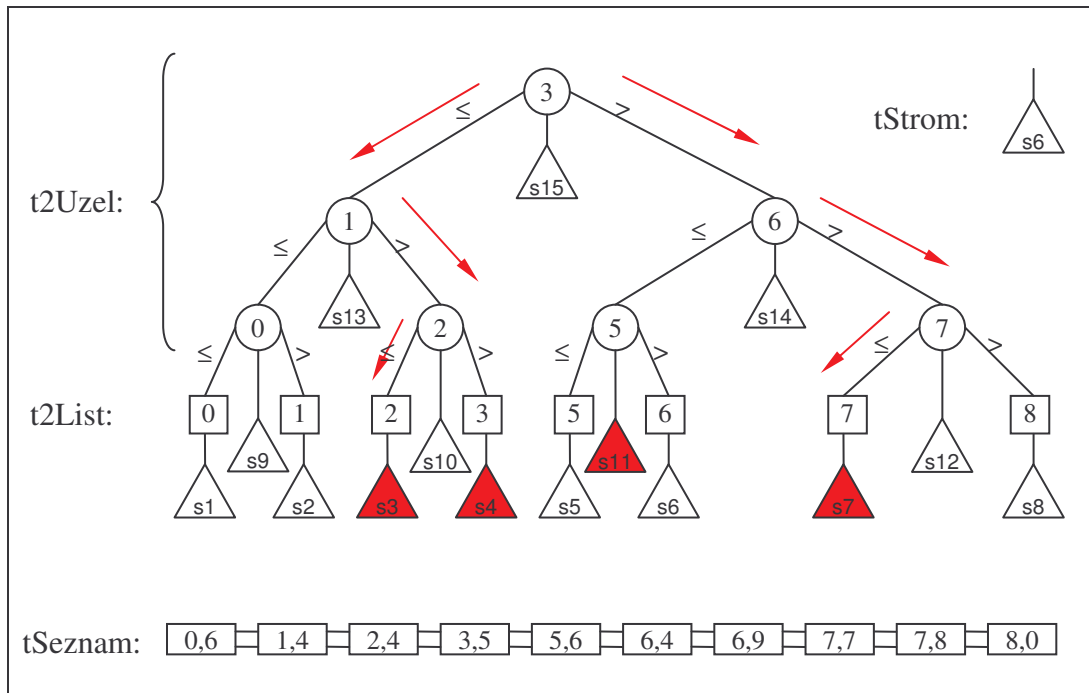 3
≤ >
tStrom:
s6
s15
t2Uzel:
1 6
≤ > ≤ >
s13 s14
0 2 5 7
≤ > ≤ > ≤ > ≤ >
t2List:
0 1 2 3 5 6 7 8
s9 s10 s11 s12
s1 s2 s3 s4 s5 s6 s7 s8
tSeznam: 0,6 1,4 2,4 3,5 5,6 6,4 6,9 7,7 7,8 8,0